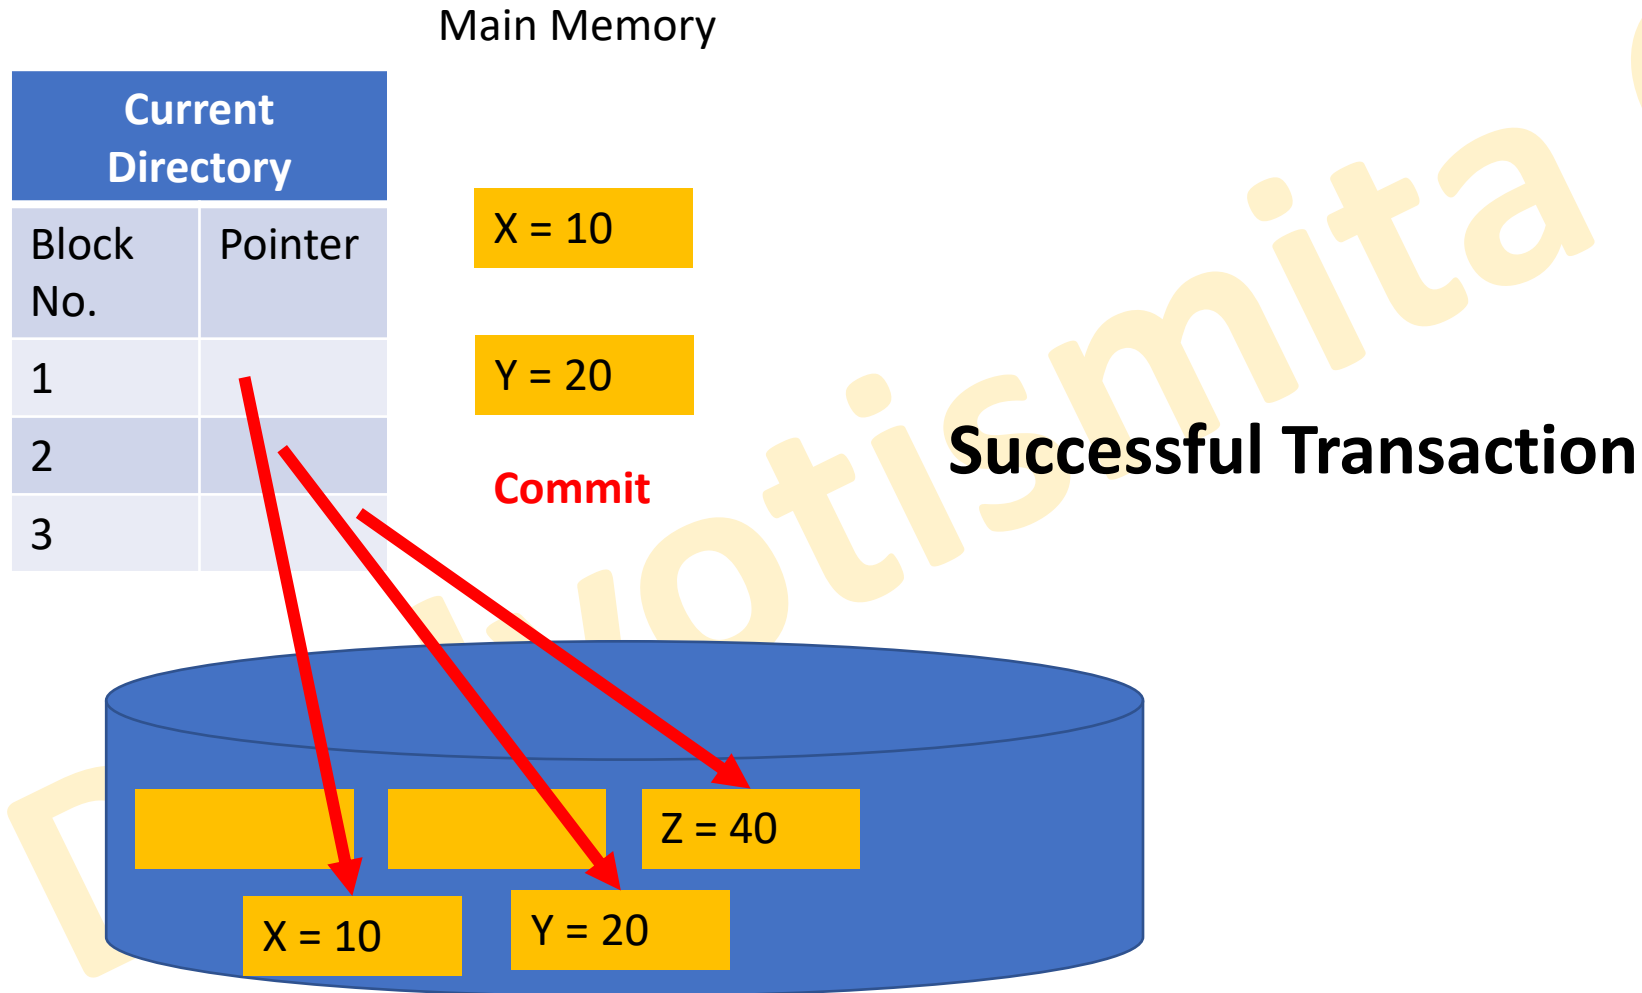 Main Memory
Current
Directory
Block
No.
Pointer
1
2
3
X = 10
Y = 20
Commit
Successful Transaction
Z = 40
X = 10
Y = 20